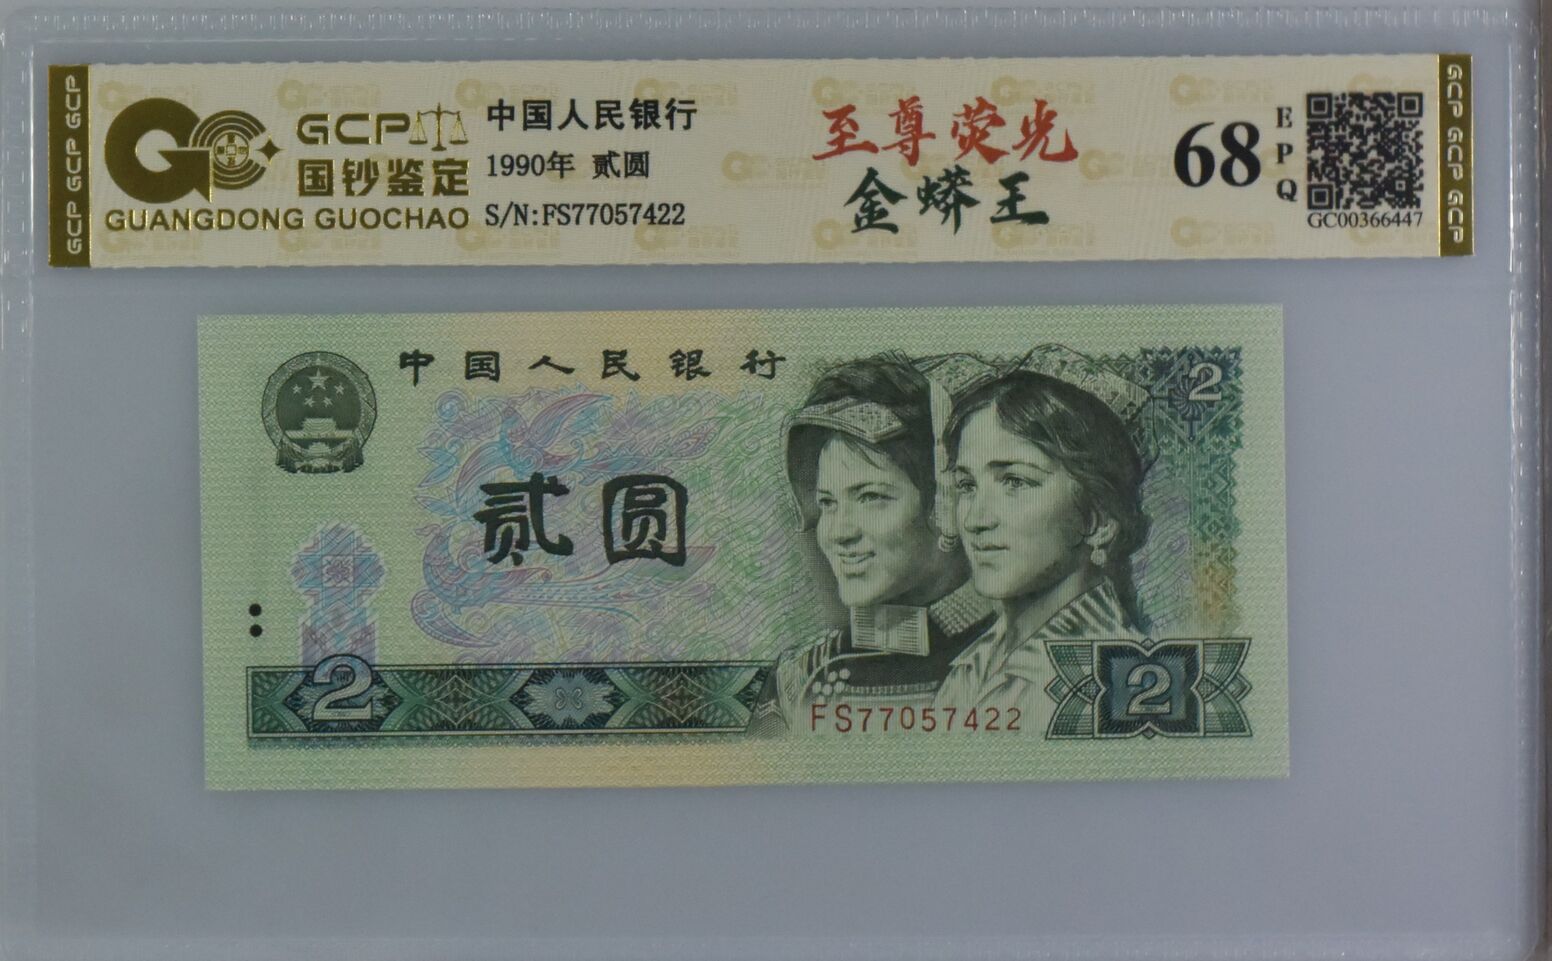 GCP GCP GCP
GCP
国钞鉴定
GUANGDONG GUOCHAO
中国人民银行
1990年 贰圆
S/N:FS77057422
至尊荧光
金蟒王
68
EPQ
GC00366447
GCP GCP GCP
中国人民银行
2
贰圆
2
FS77057422
2